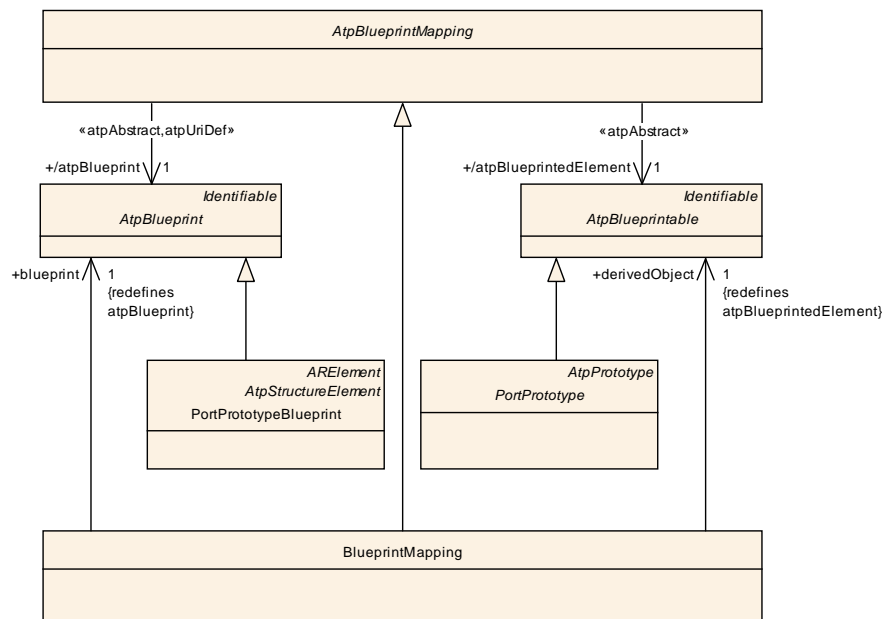 AtpBlueprintMapping
«atpAbstract,atpUriDef»
«atpAbstract»
+/atpBlueprint 1
+/atpBlueprintedElement 1
Identifiable
AtpBlueprint
Identifiable
AtpBlueprintable
+blueprint 1
{redefines
atpBlueprint}
+derivedObject 1
{redefines
atpBlueprintedElement}
ARElement
AtpStructureElement
PortPrototypeBlueprint
AtpPrototype
PortPrototype
BlueprintMapping